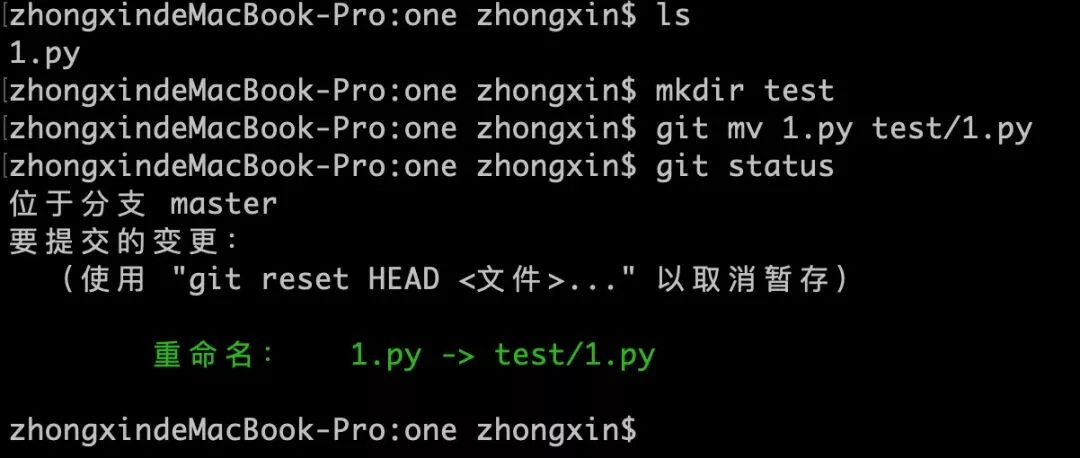 zhongxindeMacBook-Pro:one zhongxin$ ls
1.py
zhongxindeMacBook-Pro:one zhongxin$ mkdir test
zhongxindeMacBook-Pro:one zhongxin$ git mv 1.py test/1.py
zhongxindeMacBook-Pro:one zhongxin$ git status
位于分支 master
要提交的变更：
（使用 "git reset HEAD <文件>..." 以取消暂存）
重命名：    1.py -> test/1.py
zhongxindeMacBook-Pro:one zhongxin$